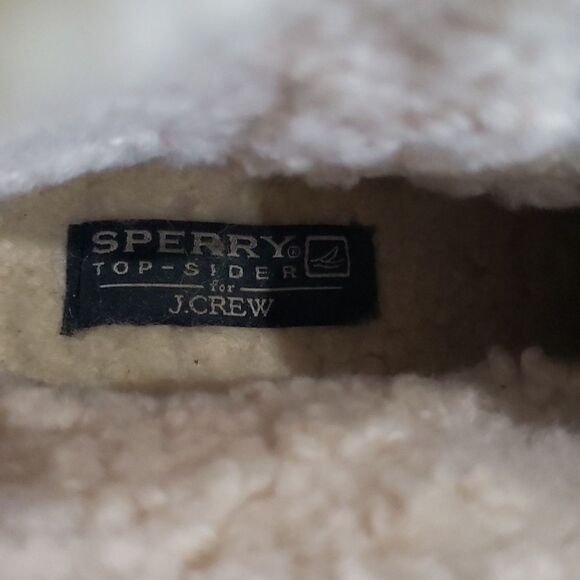 SPERRY®
TOP-SIDER
for
J.CREW